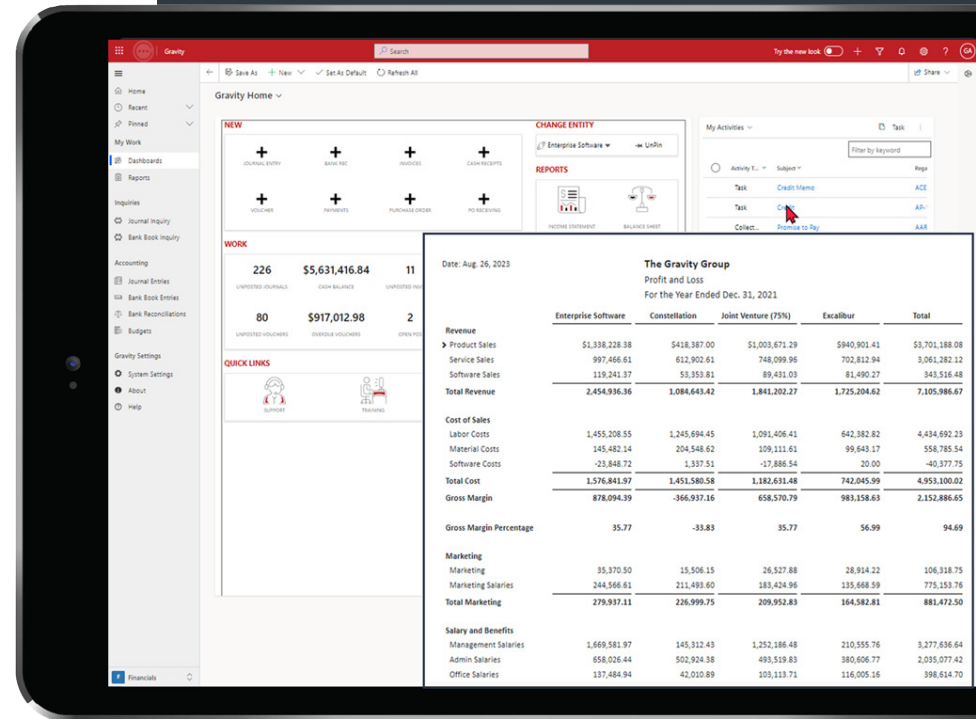 Gravity
Search
Try the new look
GA
Save As
New
Set As Default
Refresh All
Share
Home
Recent
Pinned
My Work
Dashboards
Reports
Inquiries
Journal Inquiry
Bank Book Inquiry
Accounting
Journal Entries
Bank Book Entries
Bank Reconciliations
Budgets
Gravity Settings
System Settings
About
Help
Financials
Gravity Home
NEW
JOURNAL ENTRY BANK REC INVOICES CASH RECEIPTS
VOUCHER PAYMENTS PURCHASE ORDER PO RECEIVING
WORK
226 $5,631,416.84 11
UNPOSTED JOURNALS CASH BALANCE UNPOSTED
80 $917,012.98 2
UNPOSTED VOUCHERS OVERDUE VOUCHERS OPEN
QUICK LINKS
SUPPORT TRAINING
CHANGE ENTITY
Enterprise Software UnPin
REPORTS
INCOME STATEMENT BALANCE SHEET
My Activities Task
Filter by keyword
Activity T... Subject Rega
Task Credit Memo ACE
Task AP-
Collect... Promise to Pay AAR
Date: Aug. 26, 2023
The Gravity Group
Profit and Loss
For the Year Ended Dec. 31, 2021
Enterprise Software Constellation Joint Venture (75%) Excalibur Total
Revenue
Product Sales $1,338,228.38 $418,387.00 $1,003,671.29 $940,901.41 $3,701,188.08
Service Sales 997,466.61 612,902.61 748,099.96 702,812.94 3,061,282.12
Software Sales 119,241.37 53,353.81 89,431.03 81,490.27 343,516.48
Total Revenue 2,454,936.36 1,084,643.42 1,841,202.27 1,725,204.62 7,105,986.67
Cost of Sales
Labor Costs 1,455,208.55 1,245,694.45 1,091,406.41 642,382.82 4,434,692.23
Material Costs 145,482.14 204,548.62 109,111.61 99,643.17 558,785.54
Software Costs -23,848.72 1,337.51 -17,886.54 20.00 -40,377.75
Total Cost 1,576,841.97 1,451,580.58 1,182,631.48 742,045.99 4,953,100.02
Gross Margin 878,094.39 -366,937.16 658,570.79 983,158.63 2,152,886.65
Gross Margin Percentage 35.77 -33.83 35.77 56.99 94.69
Marketing
Marketing 35,370.50 15,506.15 26,527.88 28,914.22 106,318.75
Marketing Salaries 244,566.61 211,493.60 183,424.96 135,668.59 775,153.76
Total Marketing 279,937.11 226,999.75 209,952.83 164,582.81 881,472.50
Salary and Benefits
Management Salaries 1,669,581.97 145,312.43 1,252,186.48 210,555.76 3,277,636.64
Admin Salaries 658,026.44 502,924.38 493,519.83 380,606.77 2,035,077.42
Office Salaries 137,484.94 42,010.89 103,113.71 116,005.16 398,614.70